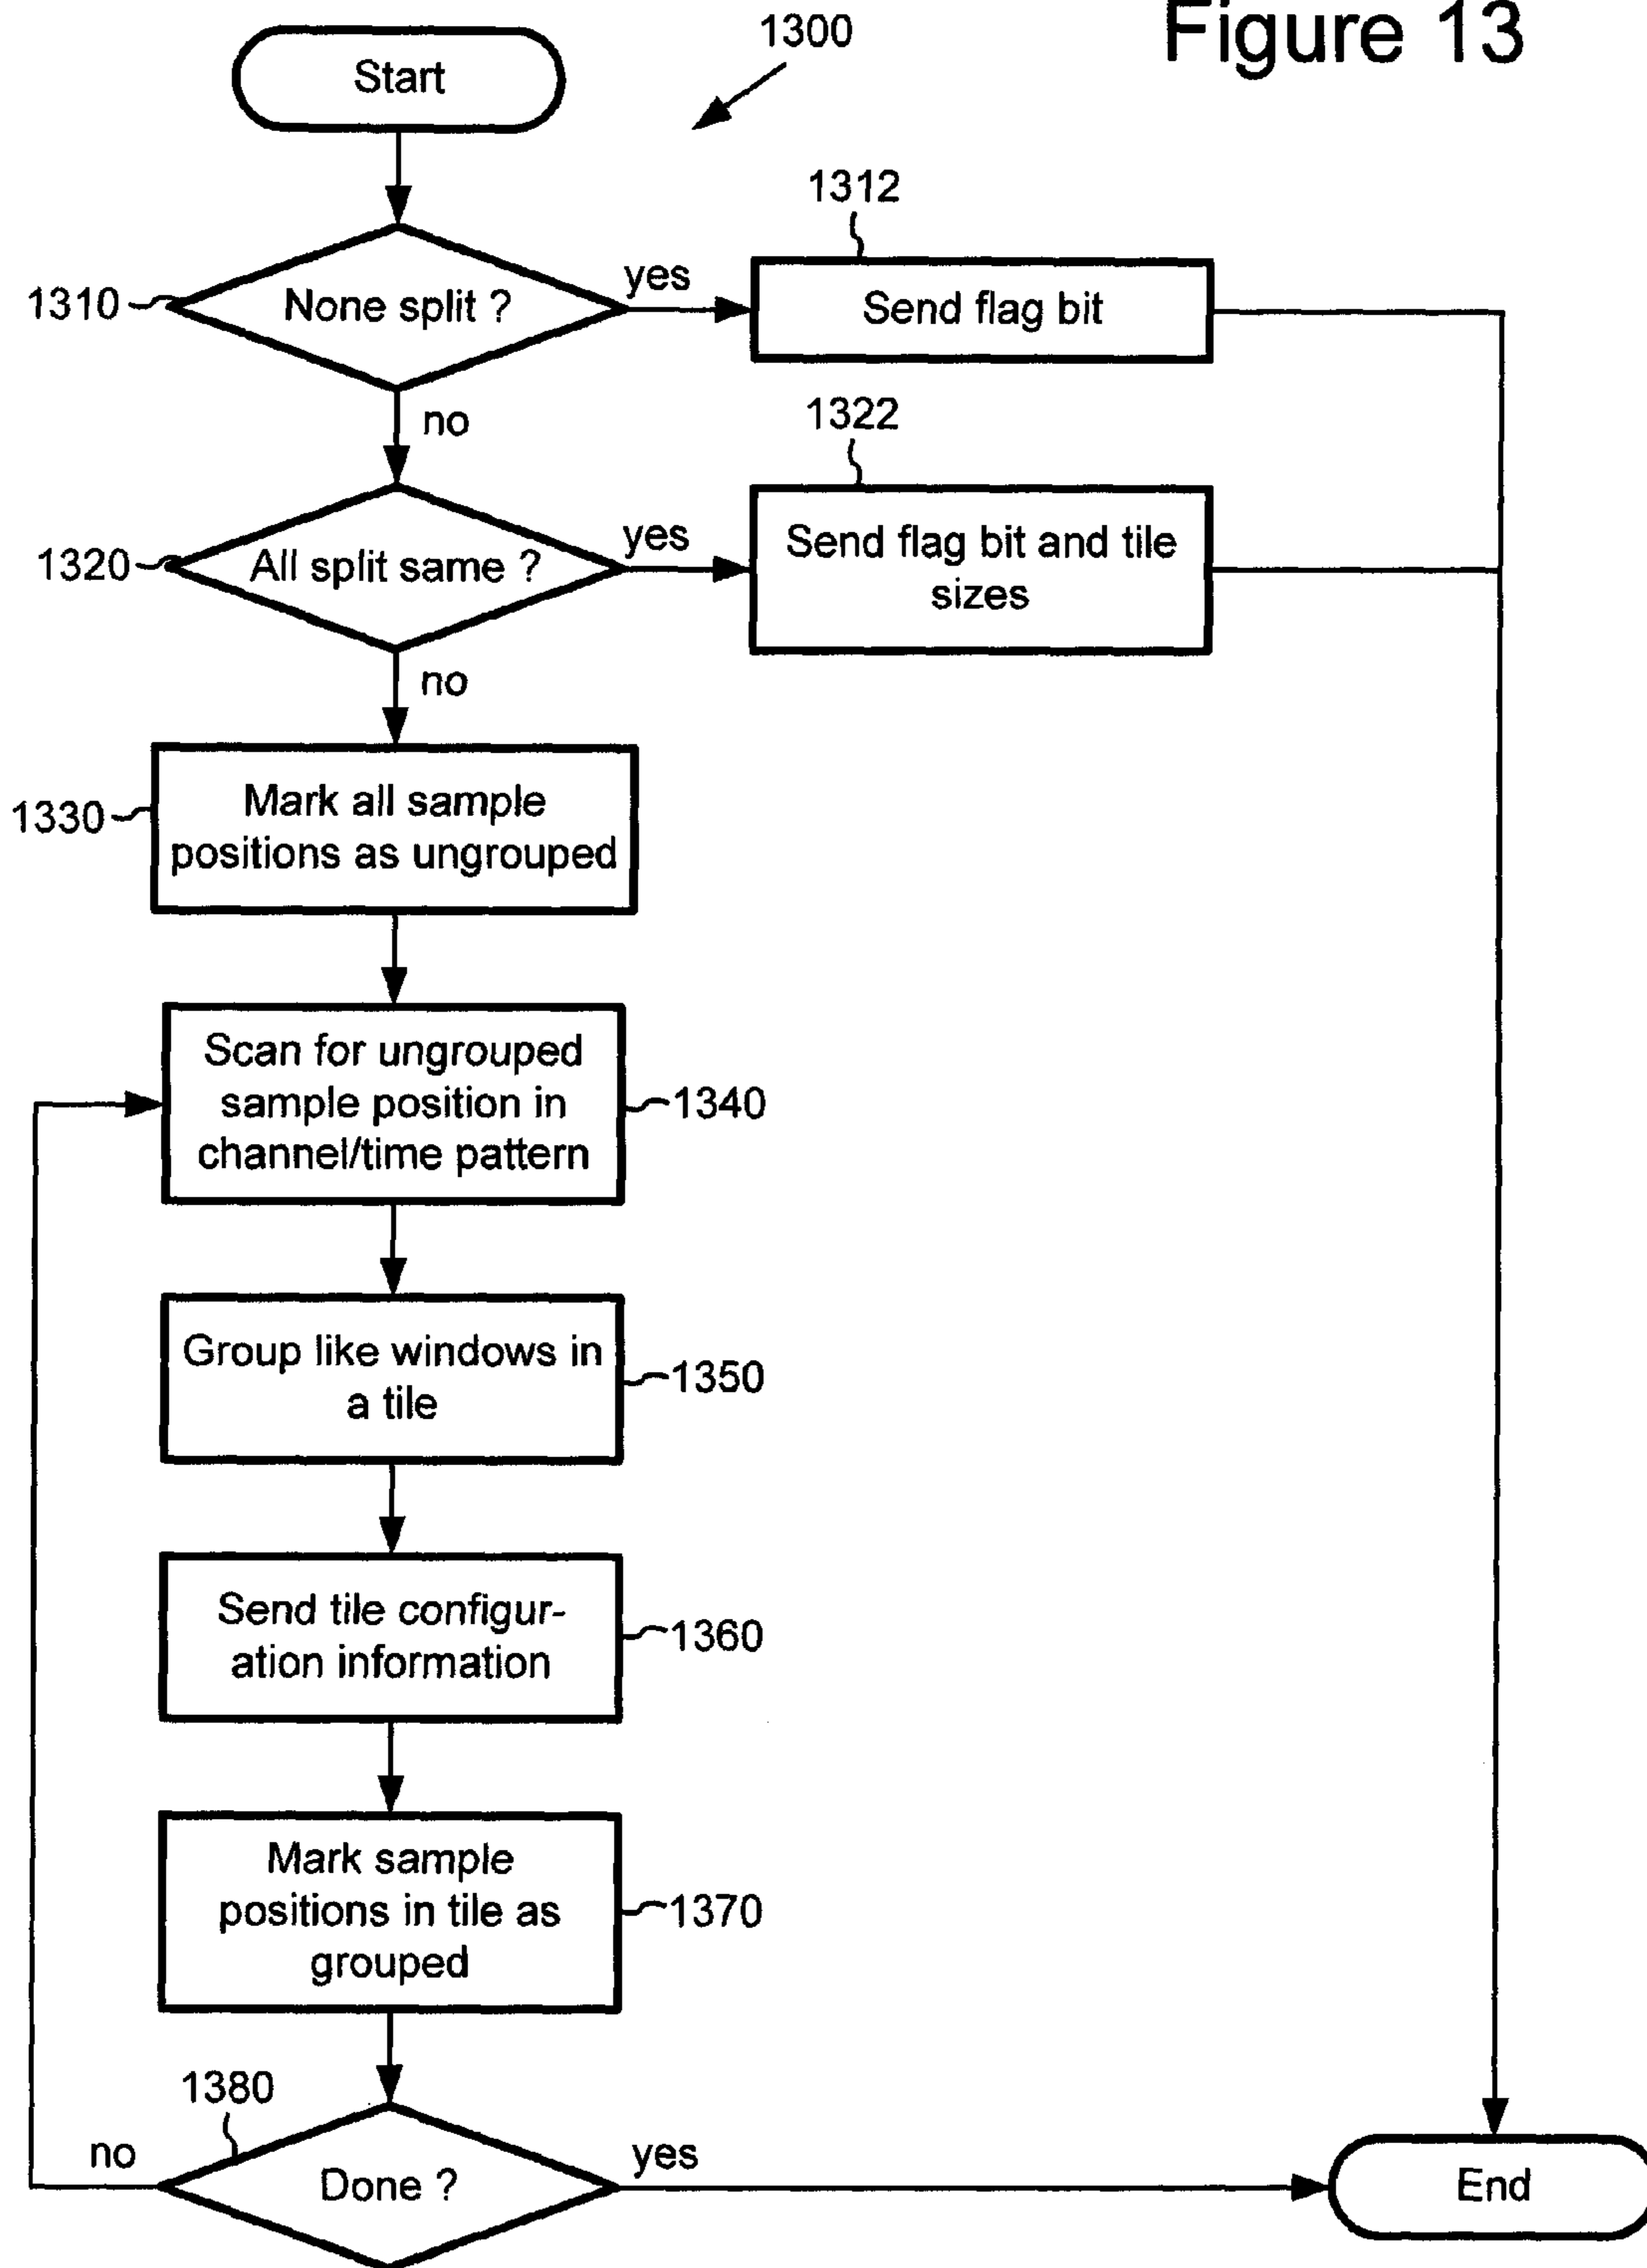 Figure 13
1300
Start
1312
1310
None split ?
yes
Send flag bit
no
1322
1320
All split same ?
yes
Send flag bit and tile
sizes
no
1330
Mark all sample
positions as ungrouped
Scan for ungrouped
sample position in
channel/time pattern
1340
Group like windows in
a tile
1350
Send tile configur-
ation information
1360
Mark sample
positions in tile as
grouped
1370
1380
no
Done ?
yes
End